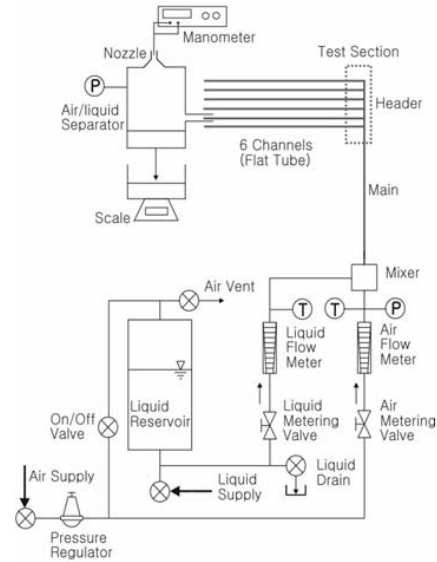 Manometer
Nozzle
Test Section
P
Air/liquid
Separator
Header
6 Channels
(Flat Tube)
Main
Scale
Mixer
Air Vent
T
T
P
Liquid
Flow
Meter
Air
Flow
Meter
Liquid
Reservoir
On/Off
Valve
Liquid
Metering
Valve
Air
Metering
Valve
Air Supply
Liquid
Supply
Liquid
Drain
Pressure
Regulator